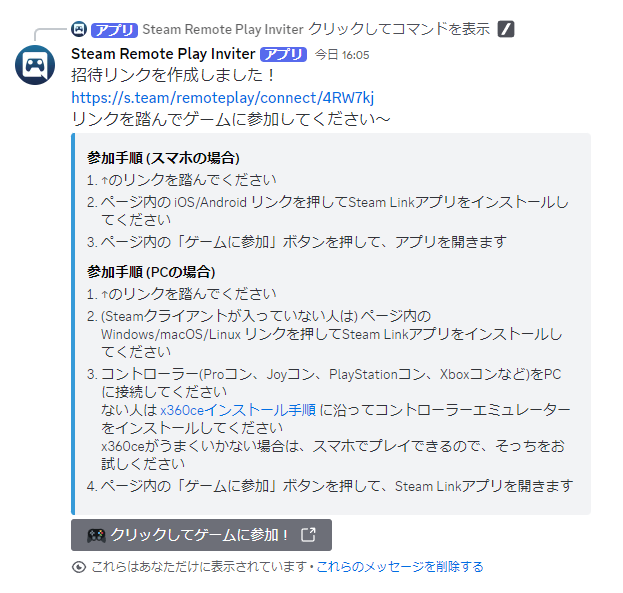 アプリ Steam Remote Play Inviter クリックしてコマンドを表示
Steam Remote Play Inviter アプリ 今日 16:05
招待リンクを作成しました！
https://s.team/remoteplay/connect/4RW7kj
リンクを踏んでゲームに参加してください～
参加手順 (スマホの場合)
1. ↑のリンクを踏んでください
2. ページ内の iOS/Android リンクを押してSteam Linkアプリをインストールし
てください
3. ページ内の「ゲームに参加」ボタンを押して、アプリを開きます
参加手順 (PCの場合)
1. ↑のリンクを踏んでください
2. (Steamクライアントが入っていない人は) ページ内の
Windows/macOS/Linux リンクを押してSteam Linkアプリをインストールし
てください
3. コントローラー(Proコン、Joyコン、PlayStationコン、Xboxコンなど)をPC
に接続してください
ない人は x360ceインストール手順 に沿ってコントローラーエミュレーター
をインストールしてください
x360ceがうまくいかない場合は、スマホでプレイできるので、そっちをお
試しください
4. ページ内の「ゲームに参加」ボタンを押して、Steam Linkアプリを開きます
クリックしてゲームに参加！
これらはあなただけに表示されています • これらのメッセージを削除する